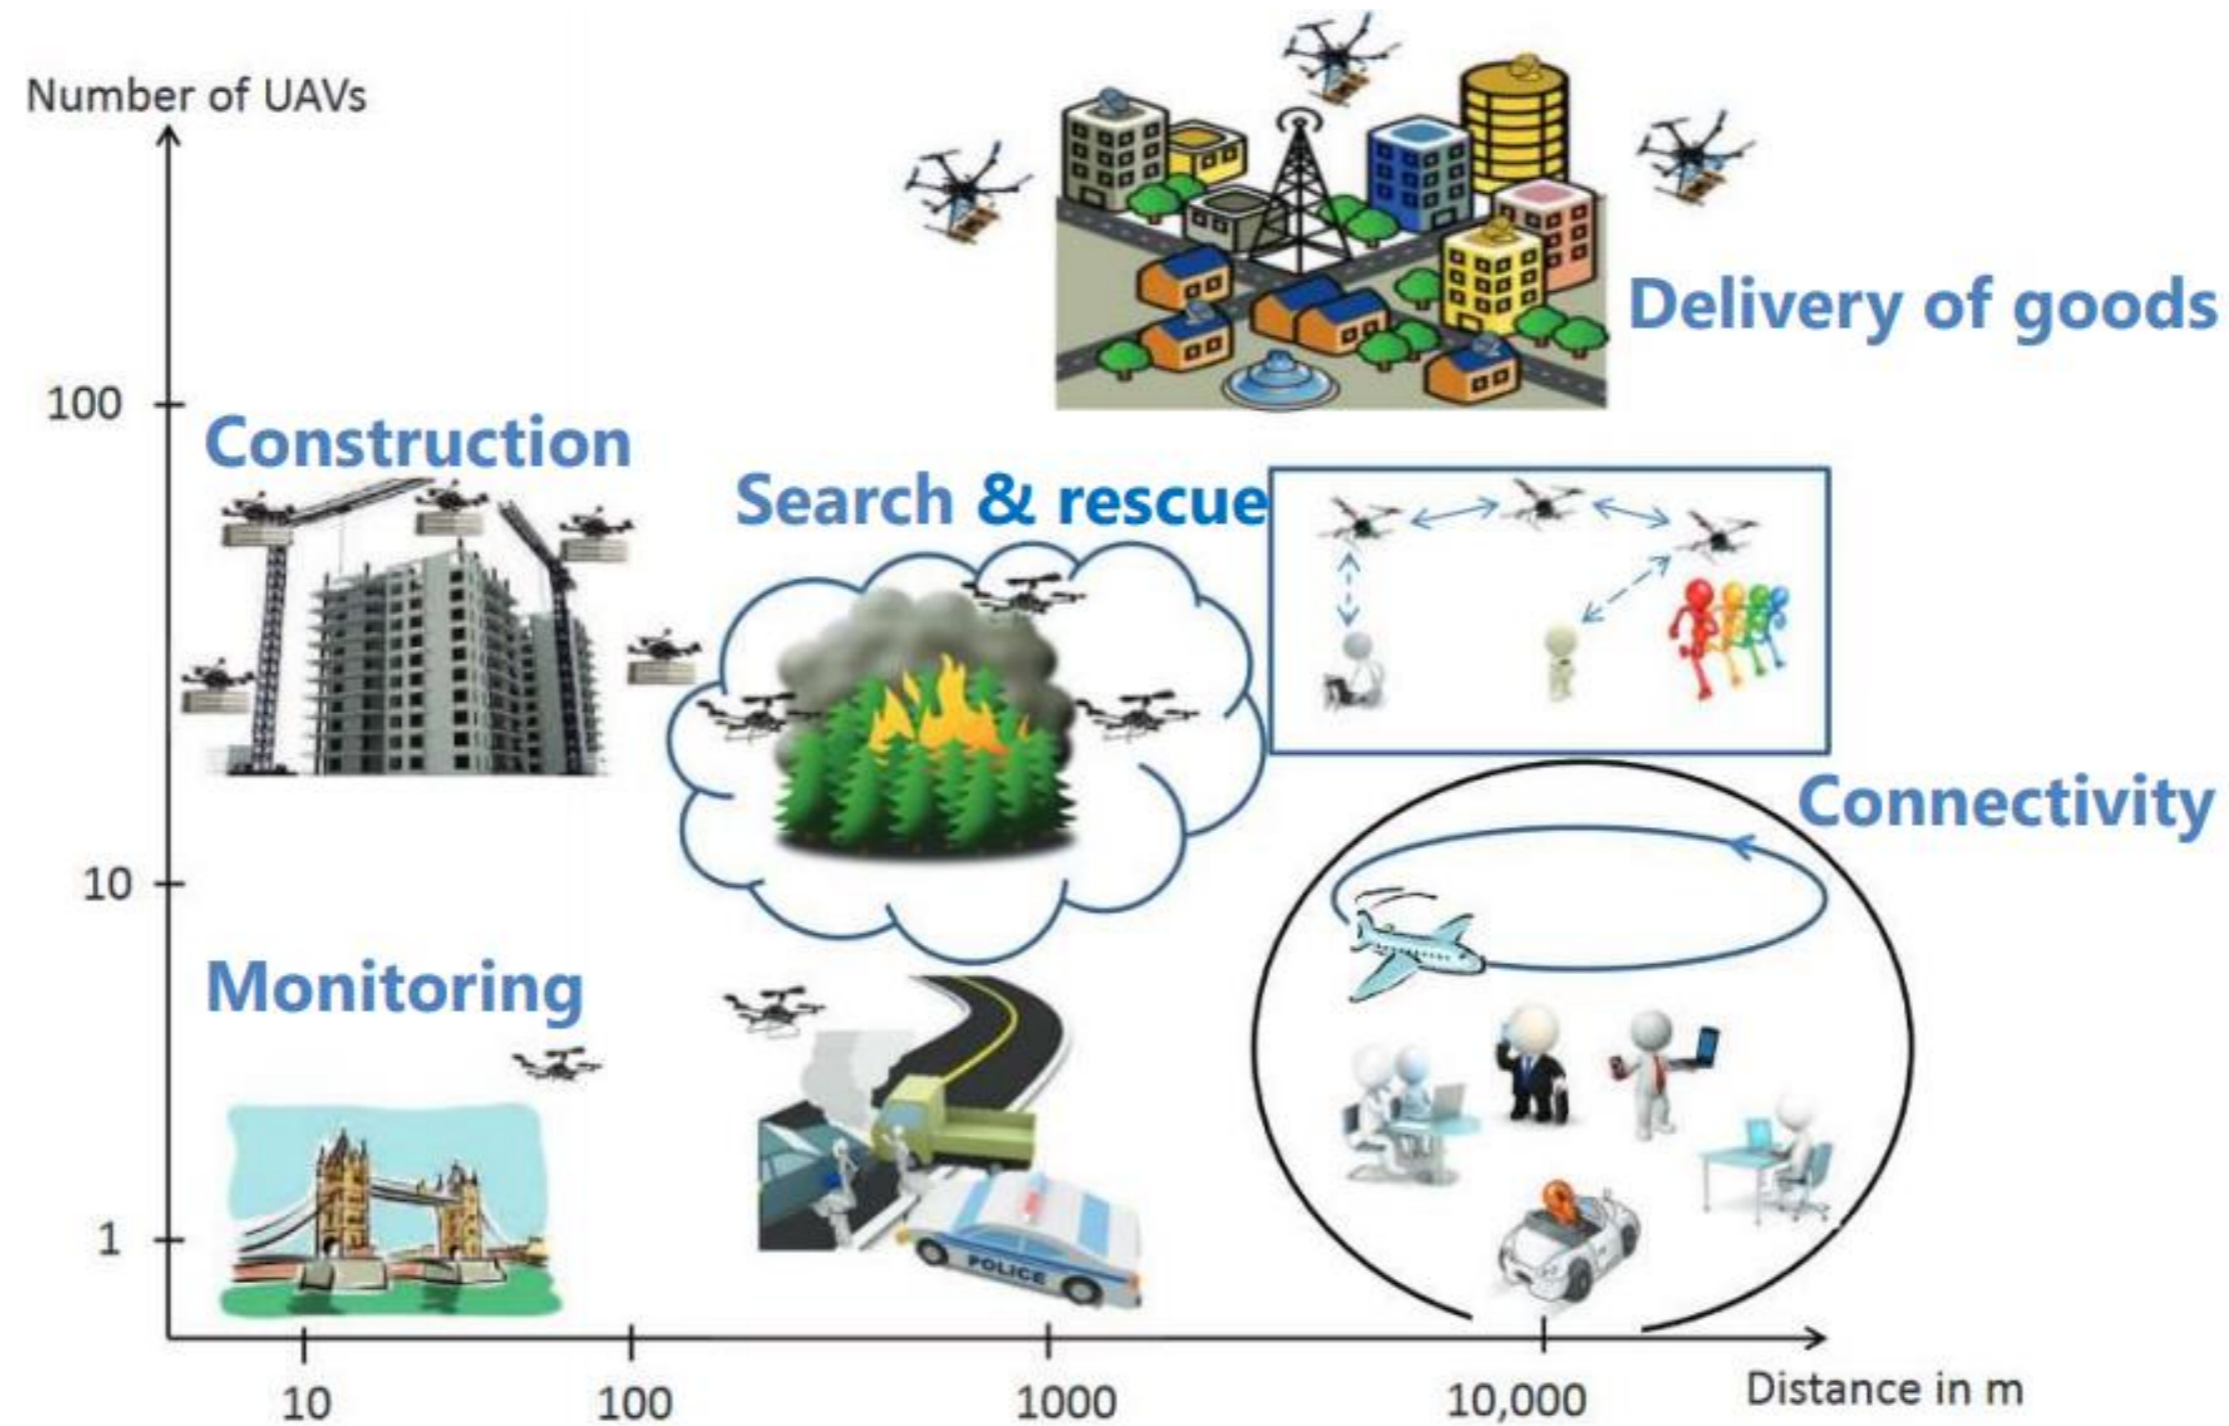 Number of UAVs
Delivery of goods
100
Construction
Search & rescue
Connectivity
10
Monitoring
POLICE
1
10
100
1000
10,000
Distance in m